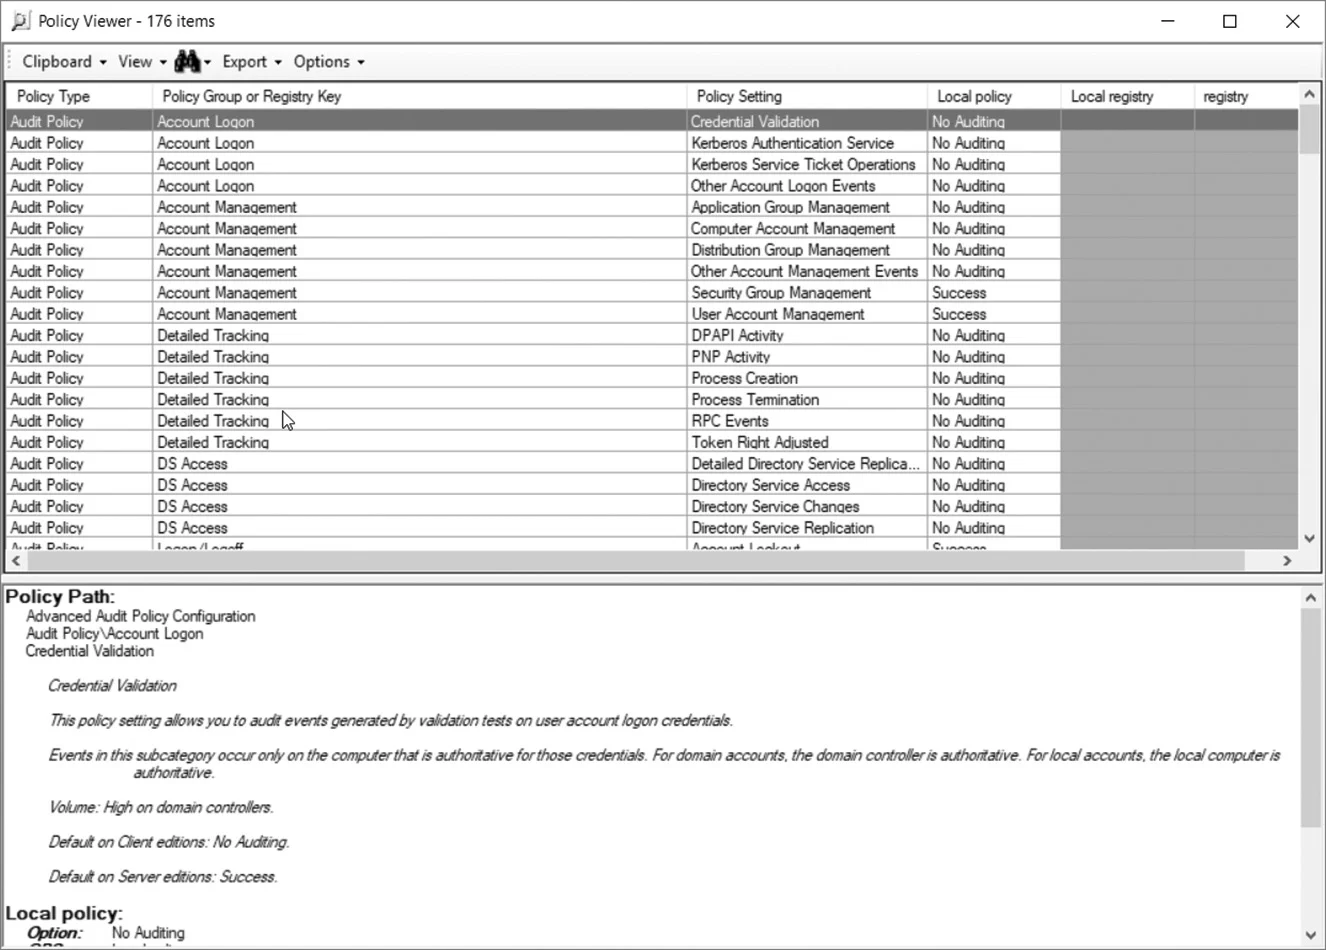 Policy Viewer - 176 items
Clipboard View Export Options
Policy Type Policy Group or Registry Key Policy Setting Local policy Local registry registry
Audit Policy Account Logon Credential Validation No Auditing
Audit Policy Account Logon Kerberos Authentication Service No Auditing
Audit Policy Account Logon Kerberos Service Ticket Operations No Auditing
Audit Policy Account Logon Other Account Logon Events No Auditing
Audit Policy Account Management Application Group Management No Auditing
Audit Policy Account Management Computer Account Management No Auditing
Audit Policy Account Management Distribution Group Management No Auditing
Audit Policy Account Management Other Account Management Events No Auditing
Audit Policy Account Management Security Group Management Success
Audit Policy Account Management User Account Management Success
Audit Policy Detailed Tracking DPAPI Activity No Auditing
Audit Policy Detailed Tracking PNP Activity No Auditing
Audit Policy Detailed Tracking Process Creation No Auditing
Audit Policy Detailed Tracking Process Termination No Auditing
Audit Policy Detailed Tracking RPC Events No Auditing
Audit Policy Detailed Tracking Token Right Adjusted No Auditing
Audit Policy DS Access Detailed Directory Service Replica... No Auditing
Audit Policy DS Access Directory Service Access No Auditing
Audit Policy DS Access Directory Service Changes No Auditing
Audit Policy DS Access Directory Service Replication No Auditing
Audit Policy Logon/Logoff Account Lockout Success
Policy Path:
Advanced Audit Policy Configuration
Audit Policy\Account Logon
Credential Validation
Credential Validation
This policy setting allows you to audit events generated by validation tests on user account logon credentials.
Events in this subcategory occur only on the computer that is authoritative for those credentials. For domain accounts, the domain controller is authoritative. For local accounts, the local computer is
authoritative.
Volume: High on domain controllers.
Default on Client editions: No Auditing.
Default on Server editions: Success.
Local policy:
Option: No Auditing